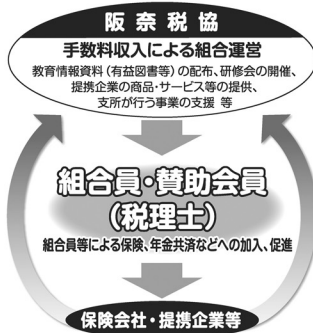 阪奈税協
手数料収入による組合運営
教育情報資料(有益図書等)の配布、研修会の開催、
提携企業の商品・サービス等の提供、
支所が行う事業の支援 等
組合員・賛助会員
(税理士)
組合員等による保険、年金共済などへの加入、促進
保険会社・提携企業等